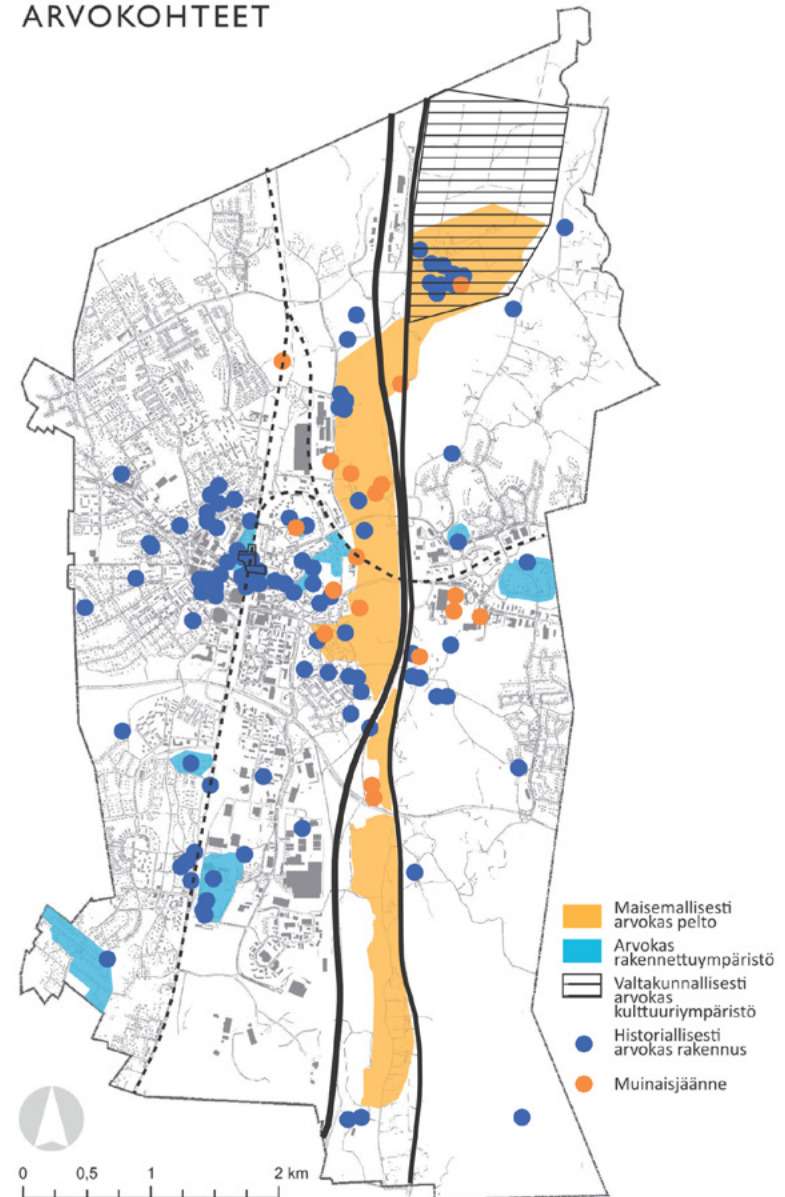 ARVOKOHTEET
Maisemallisesti
arvokas pelto
Arvokas
rakennettuympäristö
Valtakunnallisesti
arvokas
kulttuuriympäristö
Historiallisesti
arvokas rakennus
Muinaisjäänne
0 0,5 1 2 km